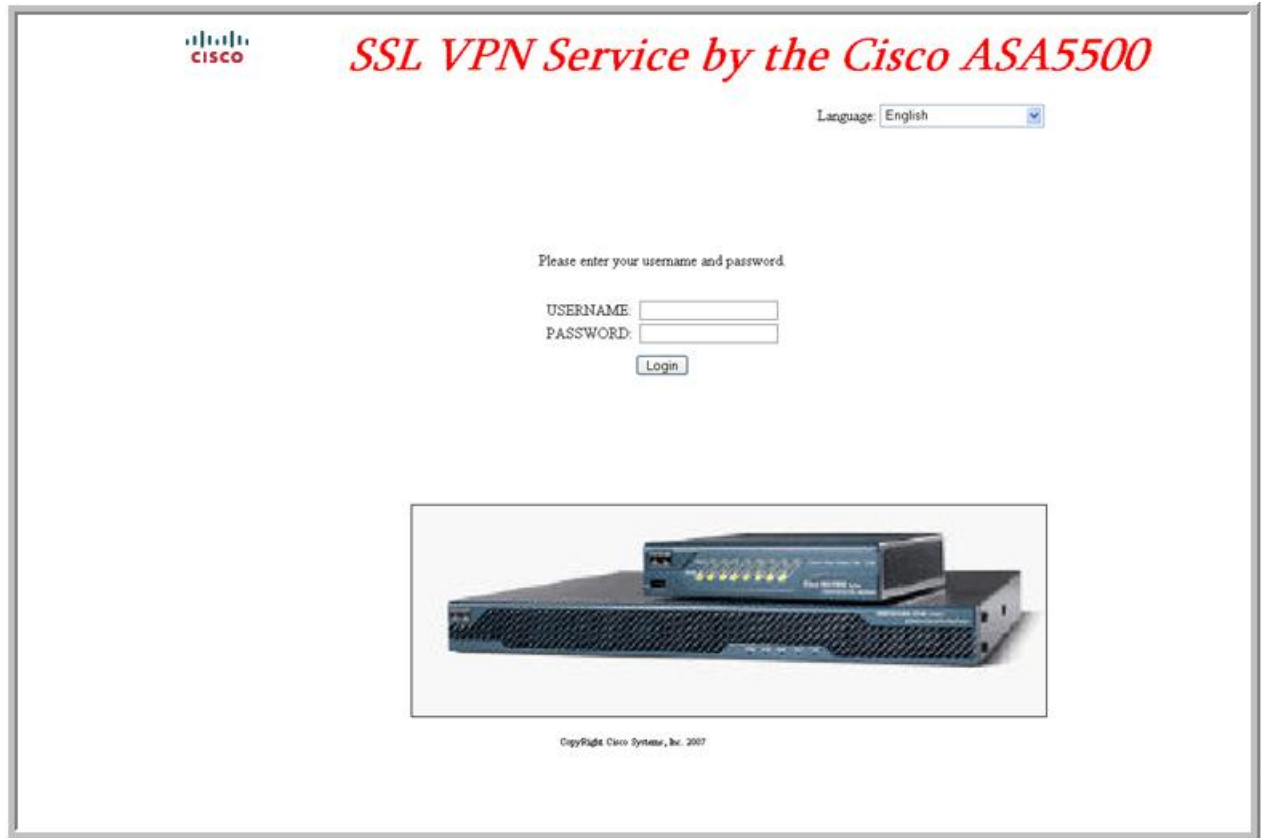 CISCO
SSL VPN Service by the Cisco ASA5500
Language: English
Please enter your username and password.
USERNAME:
PASSWORD:
Login
CopyRight Cisco Systems, Inc. 2007